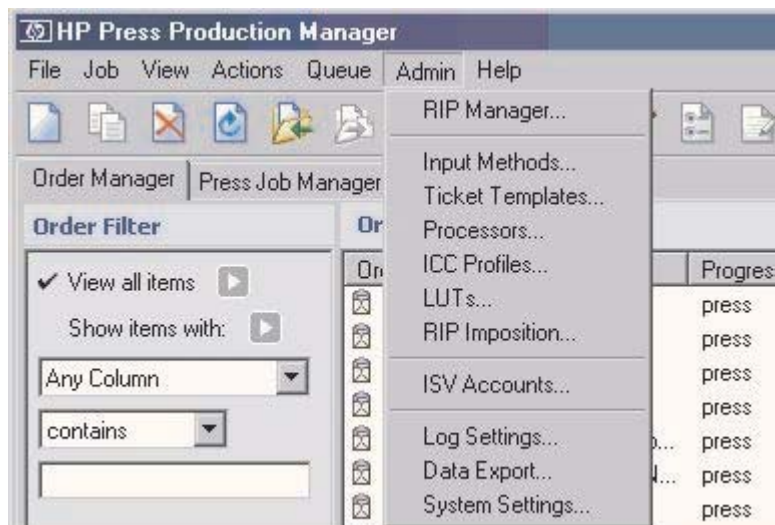 HP Press Production Manager
File Job View Actions Queue Admin Help
RIP Manager...
Input Methods...
Ticket Templates...
Processors...
ICC Profiles...
LUTs...
RIP Imposition...
ISV Accounts...
Log Settings...
Data Export...
System Settings...
Order Manager Press Job Manager
Order Filter
View all items
Show items with:
Any Column
contains
Progres
press
press
press
press
press
press
press